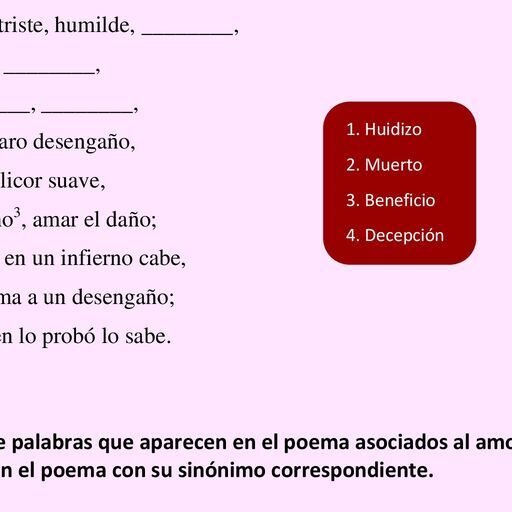 triste, humilde, ________,
________,
___, ________,
aro desengaño,
licor suave,
o³, amar el daño;
en un infierno cabe,
ma a un desengaño;
en lo probó lo sabe.
1. Huidizo
2. Muerto
3. Beneficio
4. Decepción
e palabras que aparecen en el poema asociados al amo
n el poema con su sinónimo correspondiente.